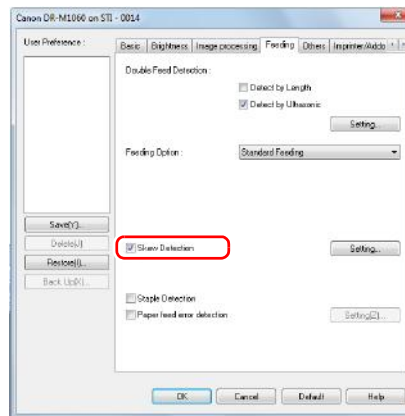 Canon DR-M1060 on STI - 0014
User Preference :
Basic Brightness Image processing Feeding Others Imprinter/Addo
Double Feed Detection :
Detect by Length
Detect by Ultrasonic
Setting...
Feeding Option : Standard Feeding
Save(Y)...
Delete(J)
Restore(I)...
Back Up(X)...
Skew Detection
Setting...
Staple Detection
Paper feed error detection
Setting(Z)...
OK Cancel Default Help